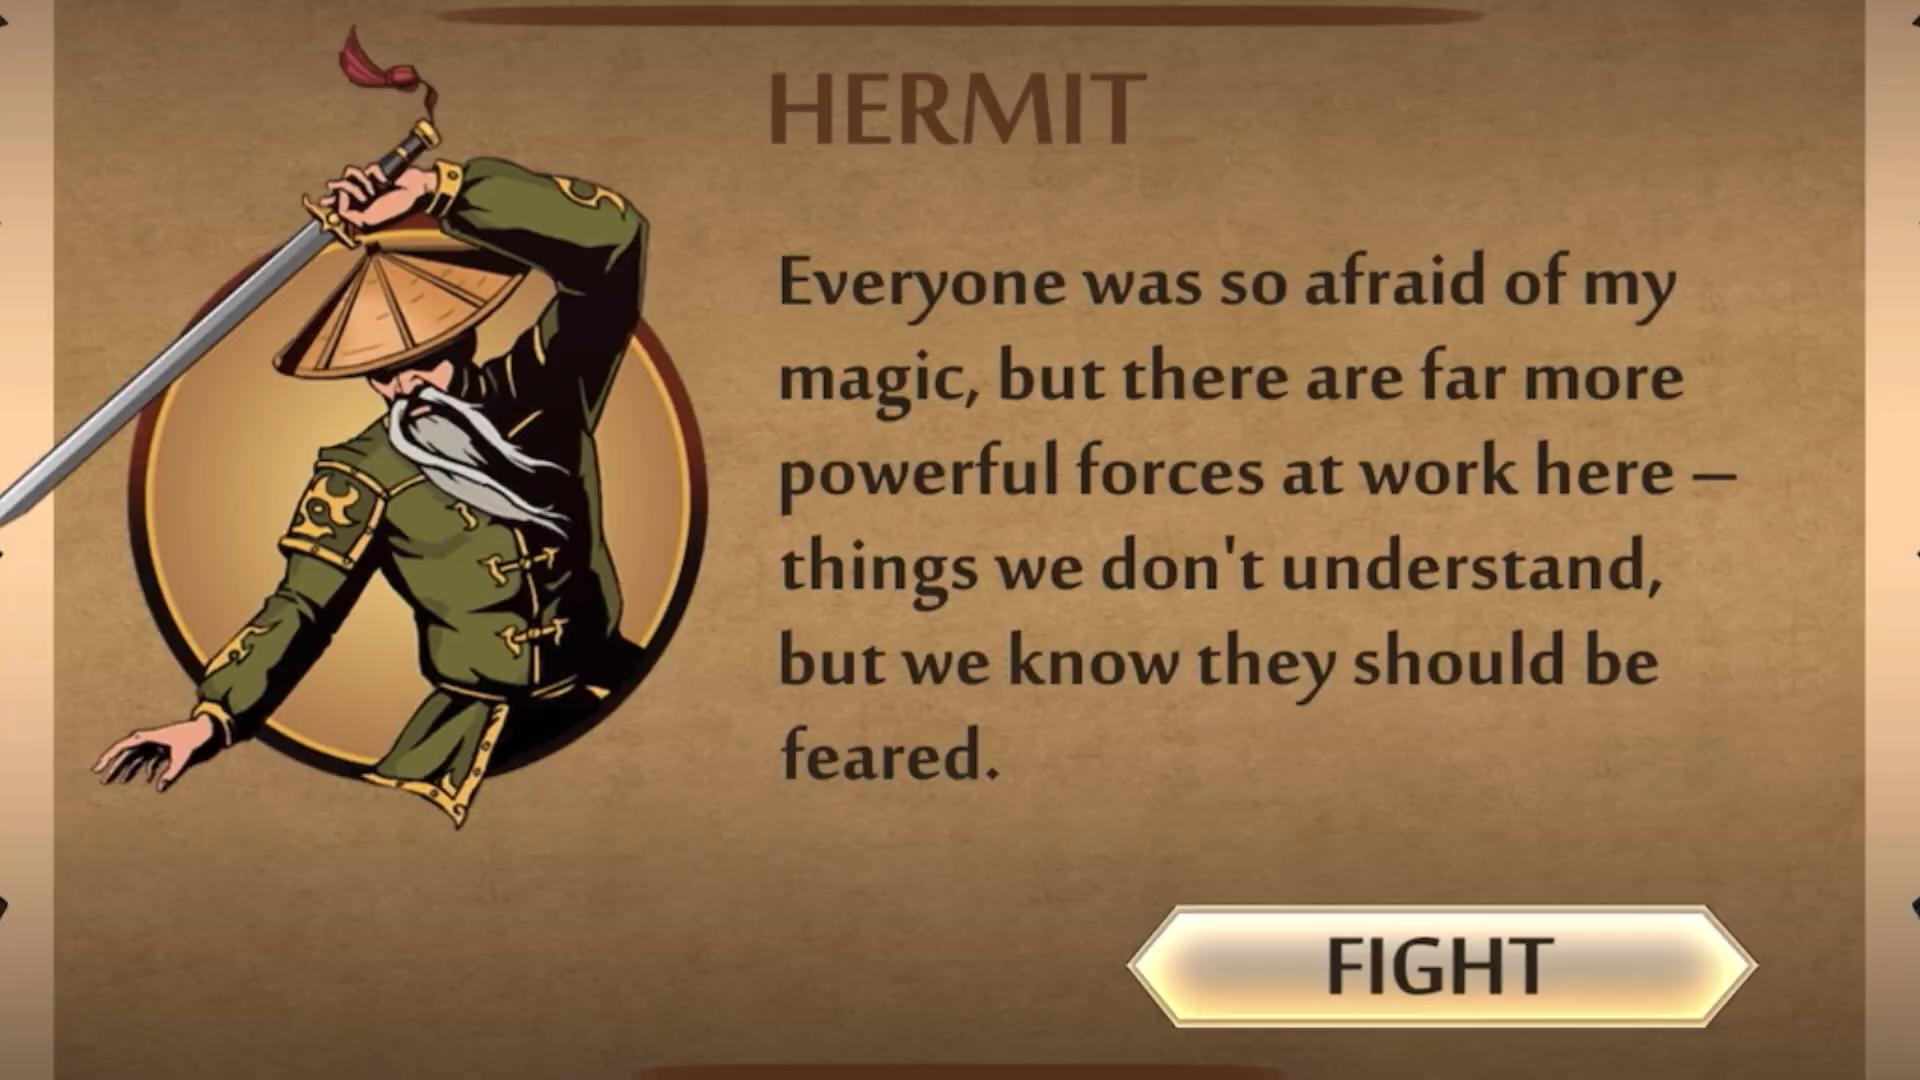 HERMIT
Everyone was so afraid of my
magic, but there are far more
powerful forces at work here –
things we don't understand,
but we know they should be
feared.
FIGHT